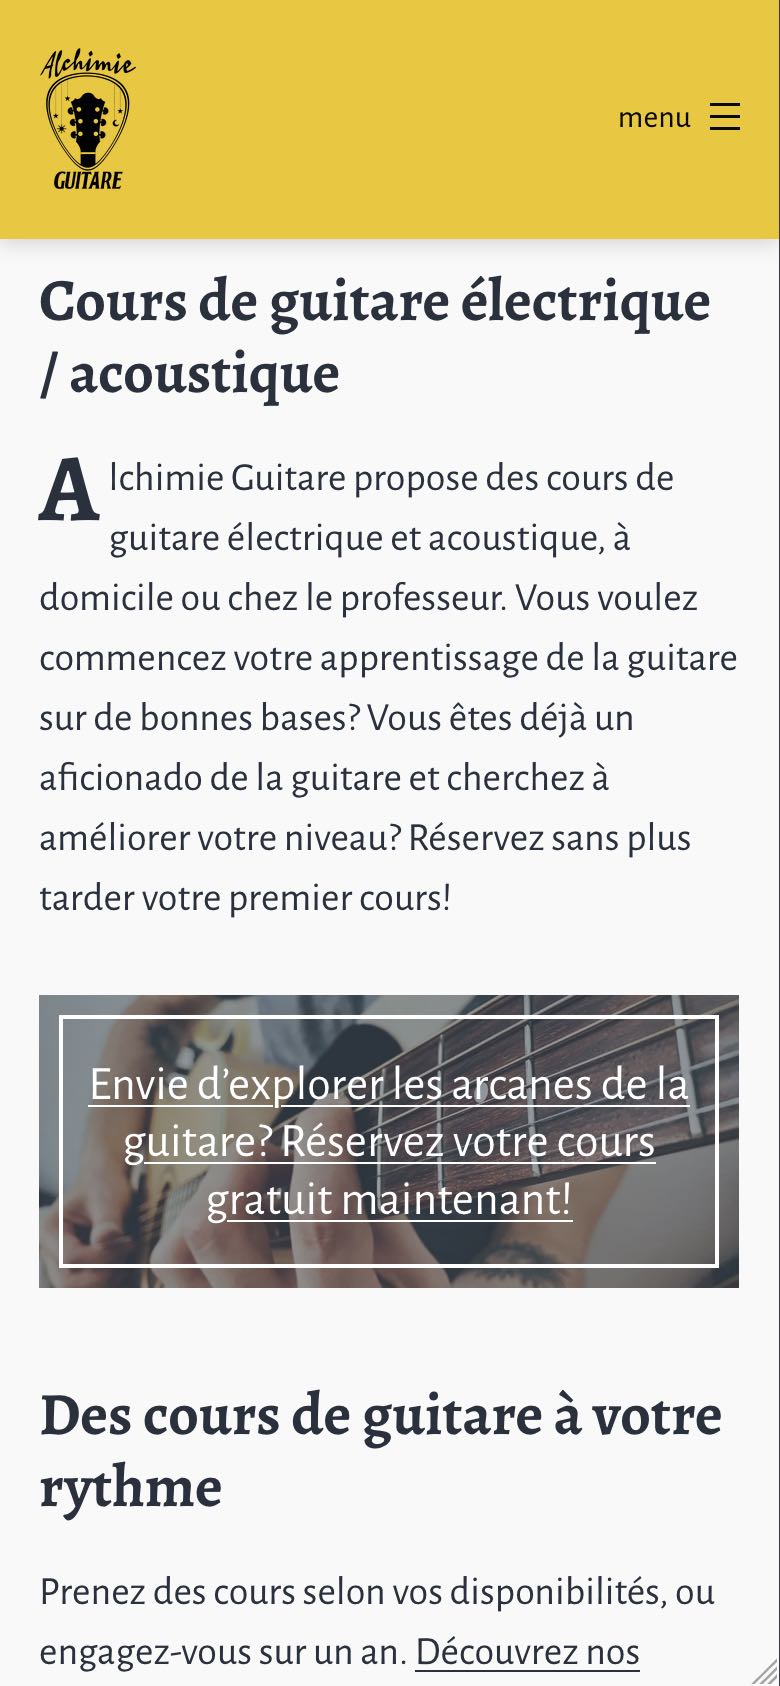 Alchimie
GUITARE
menu
Cours de guitare électrique
/ acoustique
Alchimie Guitare propose des cours de
guitare électrique et acoustique, à
domicile ou chez le professeur. Vous voulez
commencez votre apprentissage de la guitare
sur de bonnes bases? Vous êtes déjà un
aficionado de la guitare et cherchez à
améliorer votre niveau? Réservez sans plus
tarder votre premier cours!
Envie d’explorer les arcanes de la
guitare? Réservez votre cours
gratuit maintenant!
Des cours de guitare à votre
rythme
Prenez des cours selon vos disponibilités, ou
engagez-vous sur un an. Découvrez nos